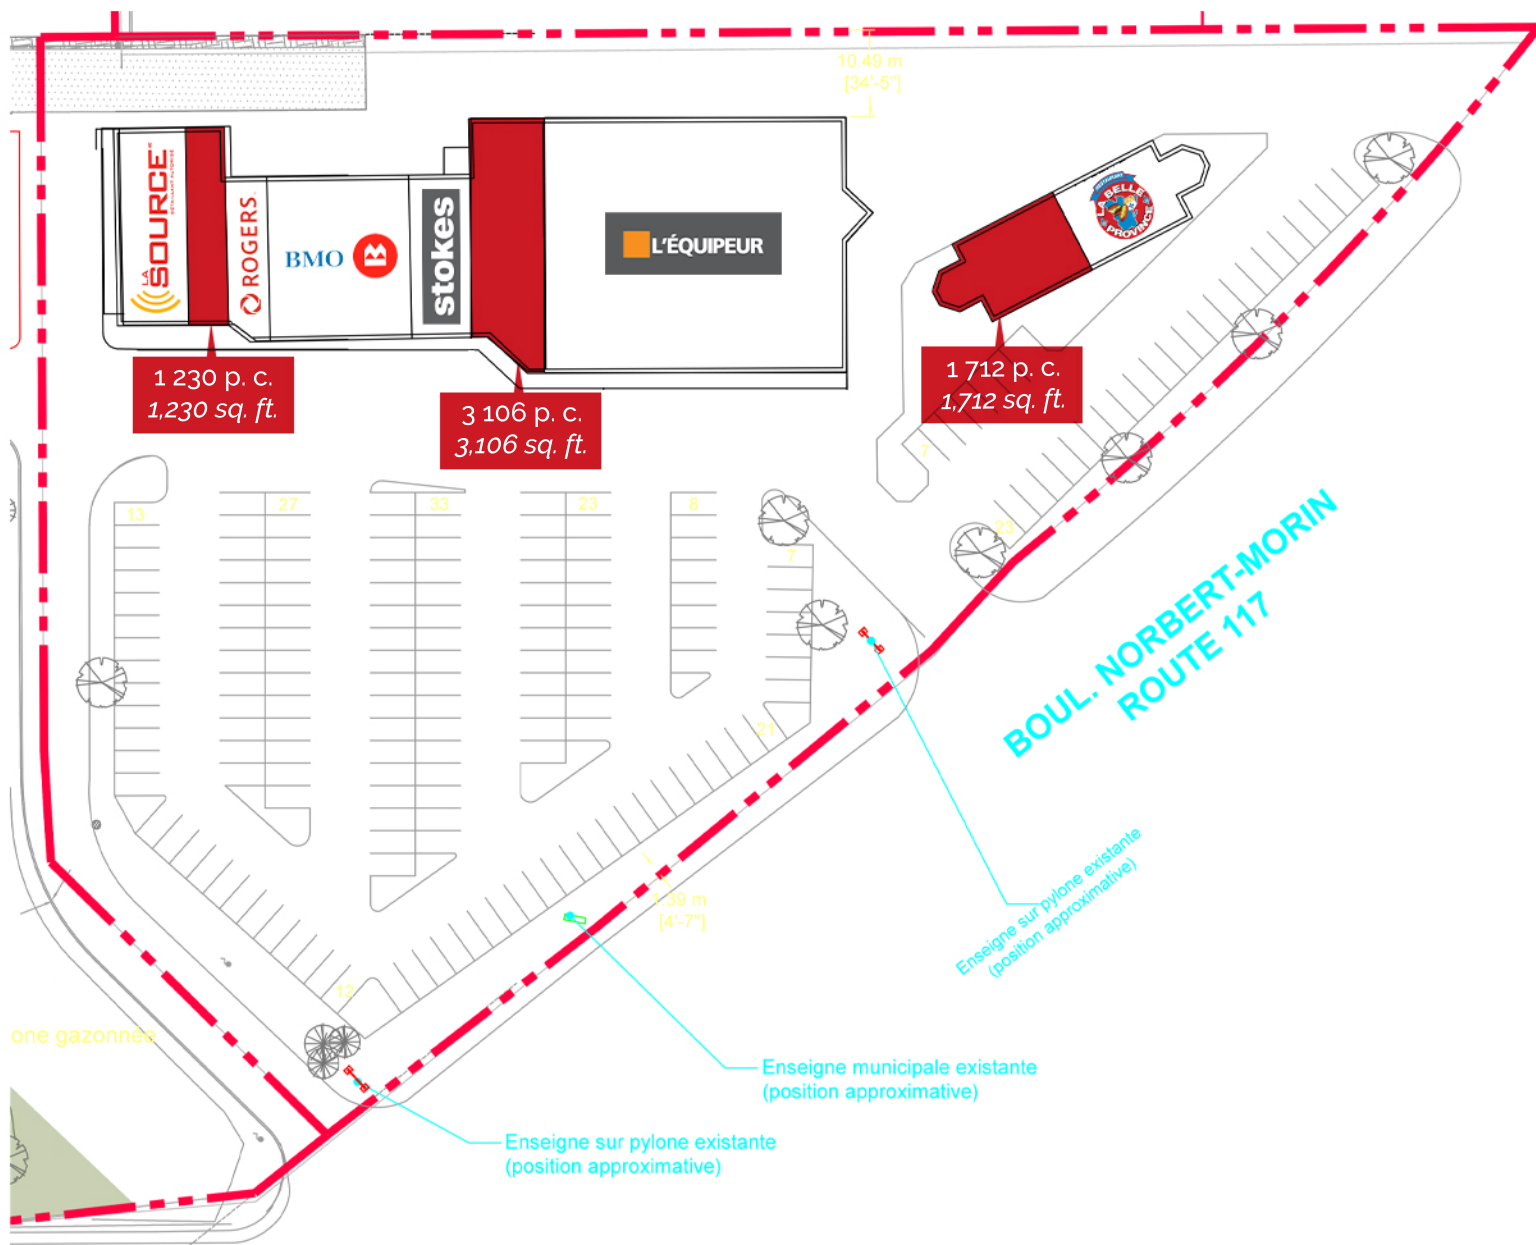 10.49 m
[34'-5"]
LA
SOURCE
DÉTAILLANT AUTORISÉ
ROGERS
BMO
stokes
L'ÉQUIPEUR
RESTAURANT
LA BELLE
PROVINCE
1 230 p. c.
1,230 sq. ft.
3 106 p. c.
3,106 sq. ft.
1 712 p. c.
1,712 sq. ft.
7
13
27
33
23
8
7
23
21
BOUL. NORBERT-MORIN
ROUTE 117
1.39 m
[4'-7"]
Enseigne sur pylone existante
(position approximative)
12
one gazonnée
Enseigne municipale existante
(position approximative)
Enseigne sur pylone existante
(position approximative)